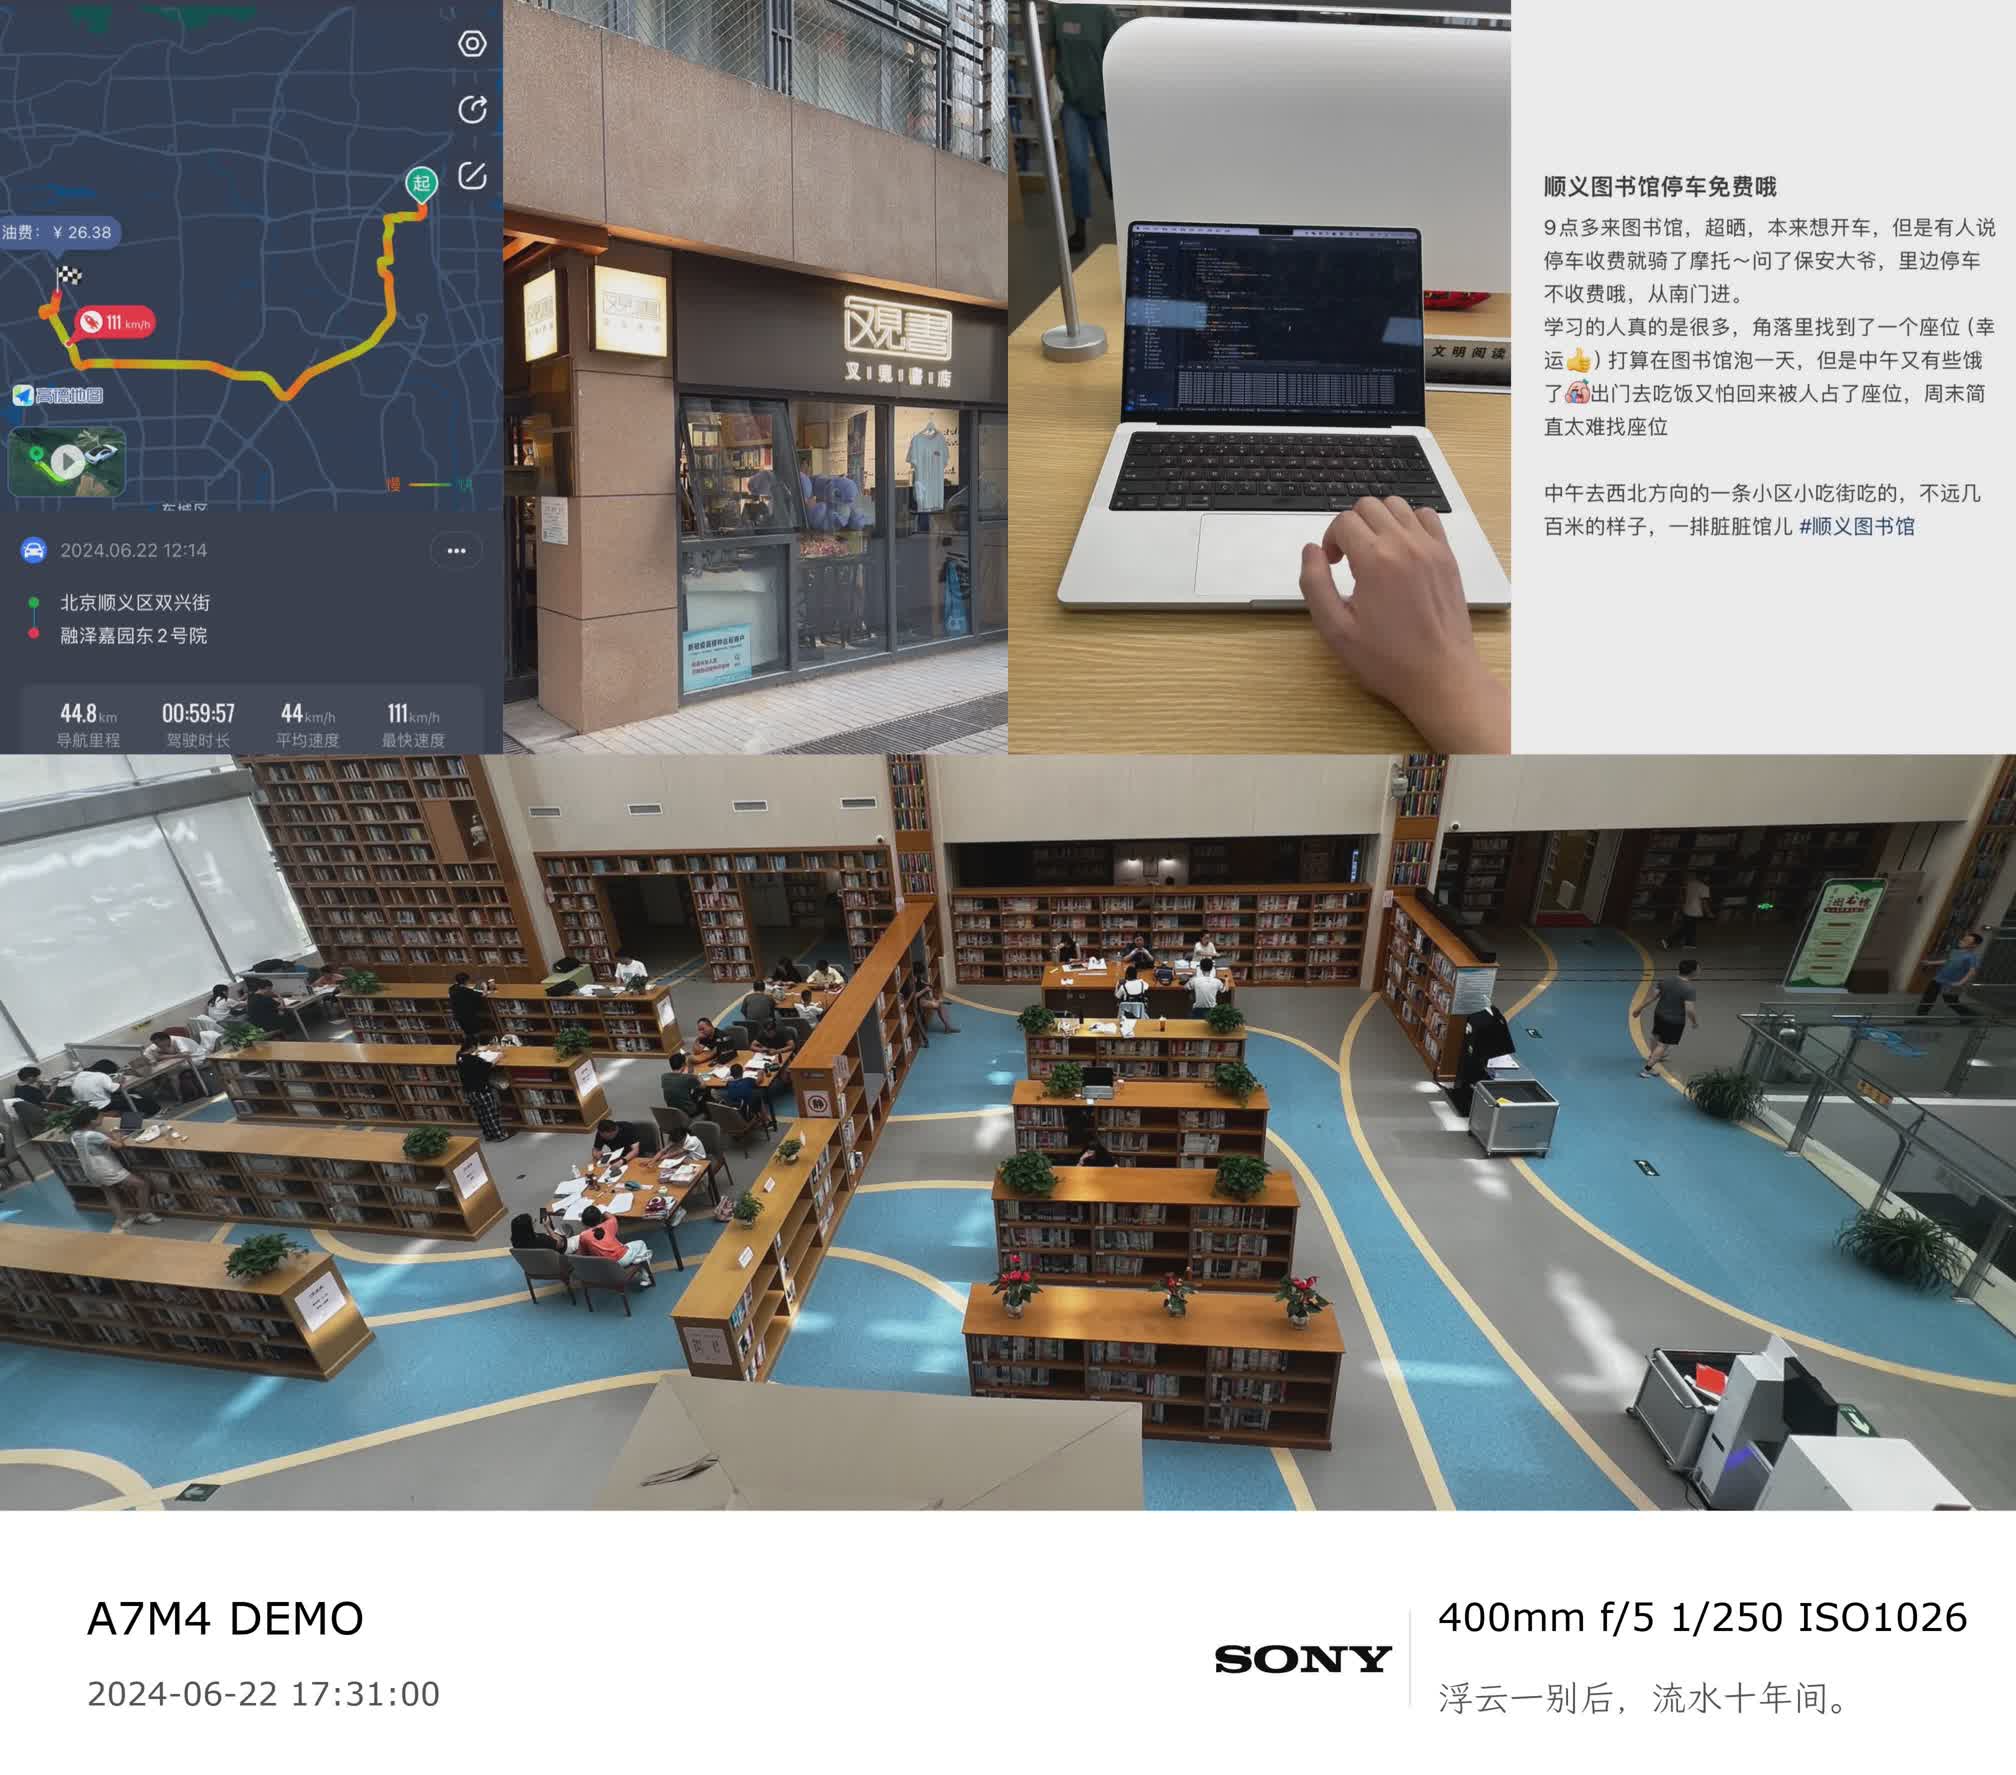 起
油费：￥26.38
111 km/h
高德地图
慢
快
2024.06.22 12:14
北京顺义区双兴街
融泽嘉园东2号院
44.8km 00:59:57 44km/h 111km/h
导航里程 驾驶时长 平均速度 最快速度
观書
又見書店
文明阅读
顺义图书馆停车免费哦
9点多来图书馆，超晒，本来想开车，但是有人说
停车收费就骑了摩托～问了保安大爷，里边停车
不收费哦，从南门进。
学习的人真的是很多，角落里找到了一个座位（幸
运👍）打算在图书馆泡一天，但是中午又有些饿
了出门去吃饭又怕回来被人占了座位，周末简
直太难找座位
中午去西北方向的一条小区小吃街吃的，不远几
百米的样子，一排脏脏馆儿 #顺义图书馆
静
A7M4 DEMO
2024-06-22 17:31:00
SONY
400mm f/5 1/250 ISO1026
浮云一别后，流水十年间。